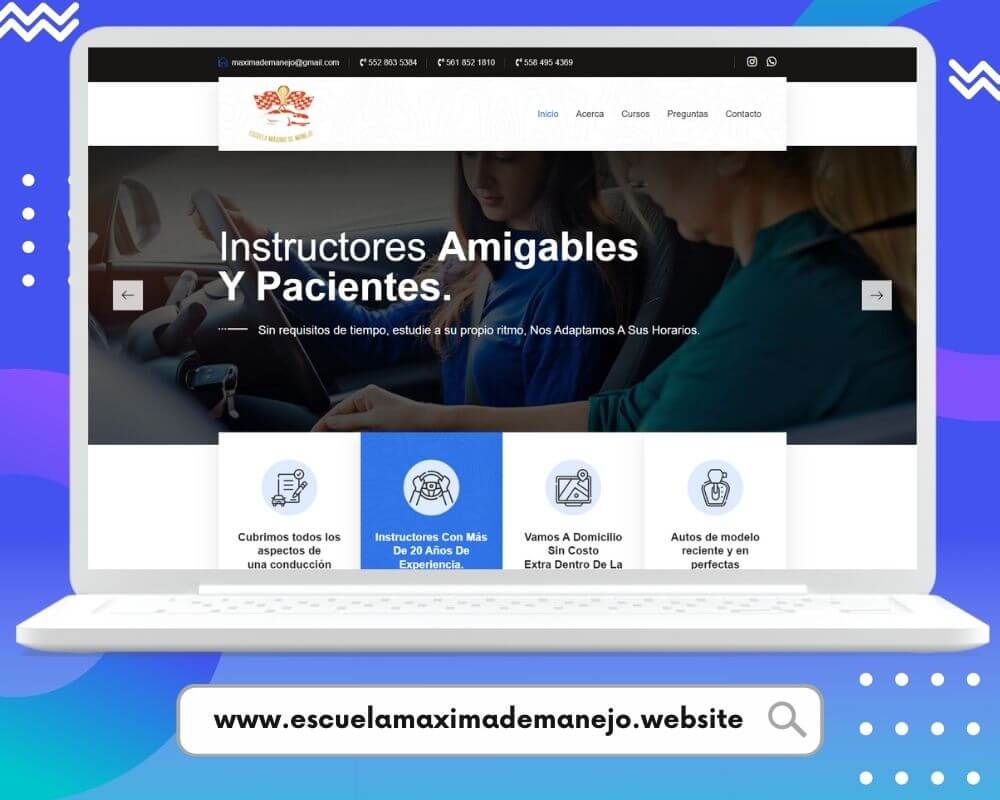 maximademanejo@gmail.com 552 863 5384 561 852 1810 558 495 4369
ESCUELA MÁXIMA DE MANEJO
Inicio Acerca Cursos Preguntas Contacto
Instructores Amigables
Y Pacientes.
Sin requisitos de tiempo, estudie a su propio ritmo, Nos Adaptamos A Sus Horarios.
Cubrimos todos los
aspectos de
una conducción
Instructores Con Más
De 20 Años De
Experiencia.
Vamos A Domicilio
Sin Costo
Extra Dentro De La
Autos de modelo
reciente y en
perfectas
www.escuelamaximademanejo.website